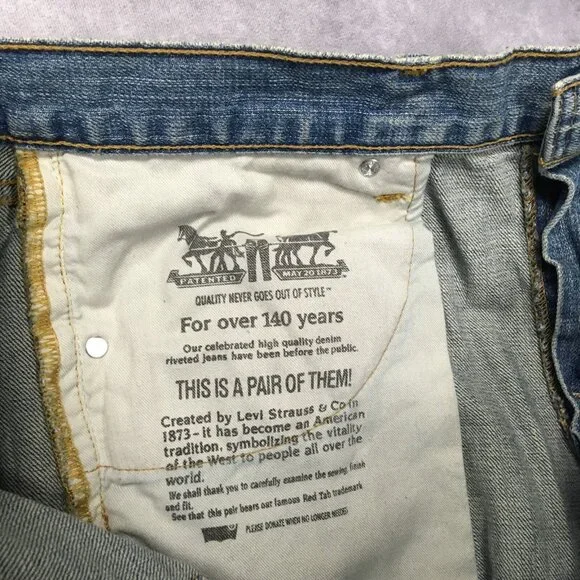 PATENTED MAY 20 1873
QUALITY NEVER GOES OUT OF STYLE™
For over 140 years
Our celebrated high quality denim
riveted jeans have been before the public.
THIS IS A PAIR OF THEM!
Created by Levi Strauss & Co in
1873 - it has become an American
tradition, symbolizing the vitality
of the West to people all over the
world.
We shall thank you to carefully examine the sewing, finish
and fit.
See that this pair bears our famous Red Tab trademark
PLEASE DONATE WHEN NO LONGER NEEDED